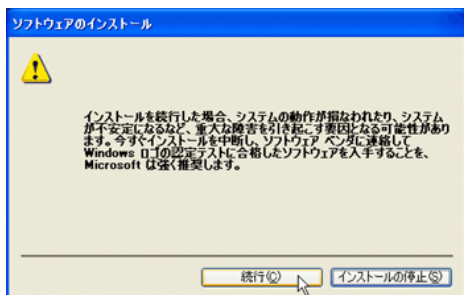 ソフトウェアのインストール
インストールを続行した場合、システムの動作が損なわれたり、システム
が不安定になるなど、重大な障害を引き起こす要因となる可能性があり
ます。今すぐインストールを中断し、ソフトウェア ベンダに連絡して
Windows ロゴの認定テストに合格したソフトウェアを入手することを、
Microsoft は強く推奨します。
続行(C)
インストールの停止(S)